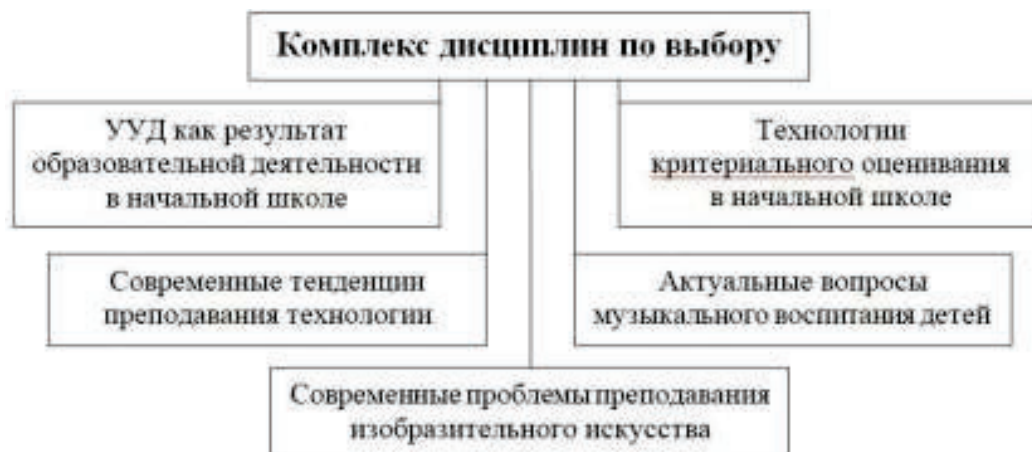 Комплекс дисциплин по выбору
УУД как результат
образовательной деятельности
в начальной школе
Технологии
критериального оценивания
в начальной школе
Современные тенденции
преподавания технологии
Актуальные вопросы
музыкального воспитания детей
Современные проблемы преподавания
изобразительного искусства